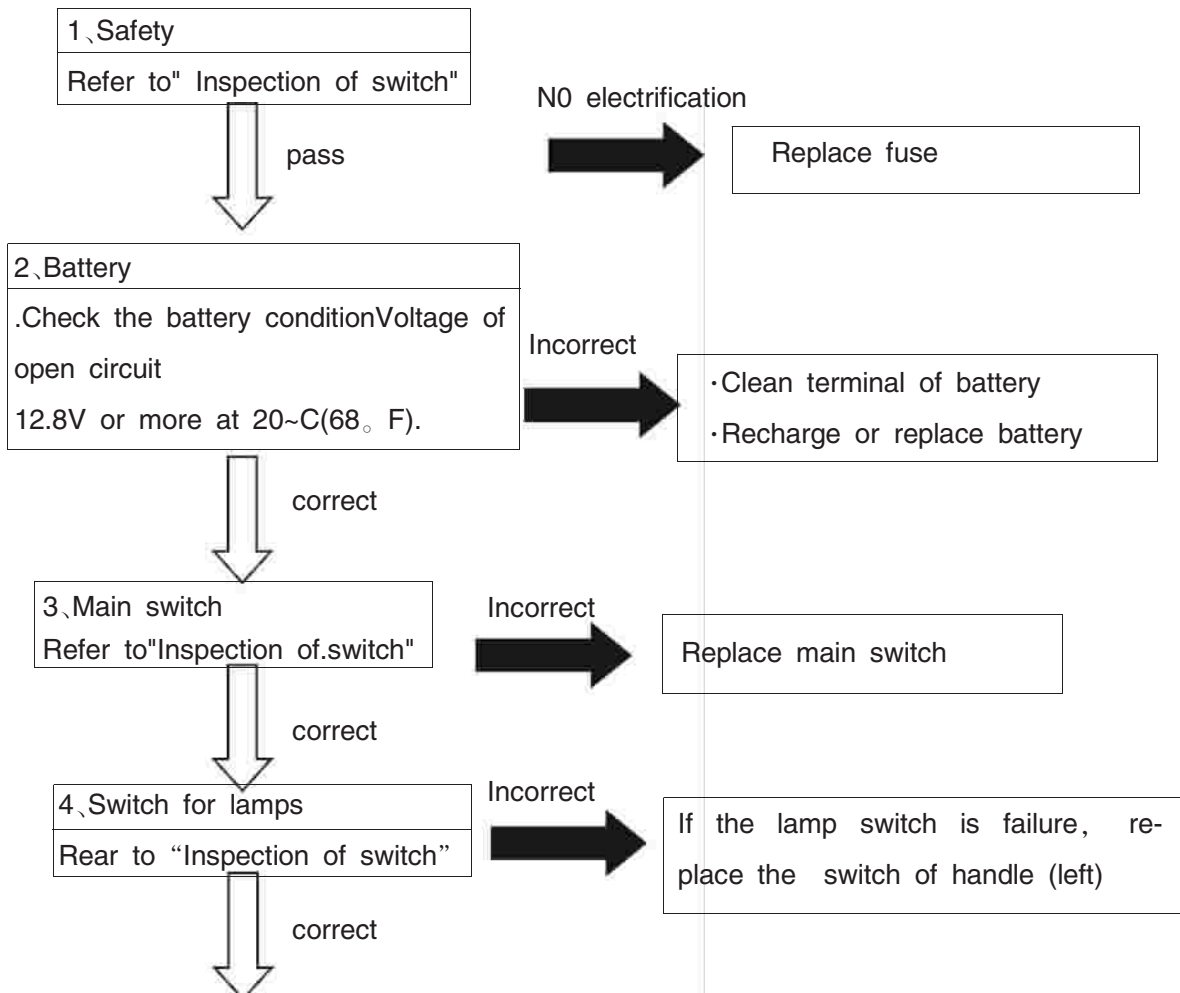 1、Safety
Refer to" Inspection of switch"
pass
N0 electrification
Replace fuse
2、Battery
.Check the battery conditionVoltage of
open circuit
12.8V or more at 20~C(68。F).
Incorrect
·Clean terminal of battery
·Recharge or replace battery
correct
3、Main switch
Refer to"Inspection of.switch"
Incorrect
Replace main switch
correct
4、Switch for lamps
Rear to “Inspection of switch”
Incorrect
If the lamp switch is failure, re-
place the switch of handle (left)
correct